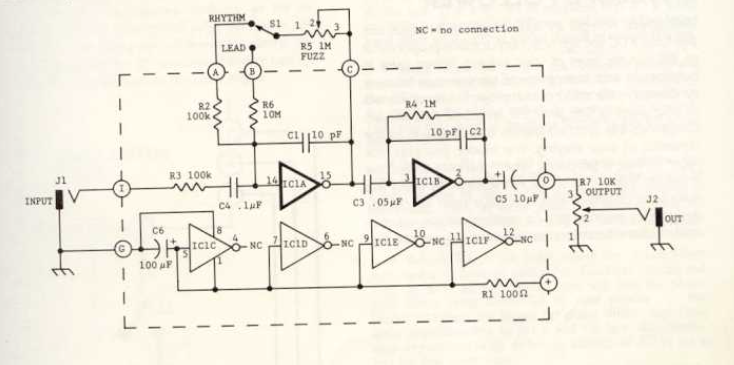 RHYTHM
S1
1 2 3
R5 1M
FUZZ
NC = no connection
LEAD
A
B
C
R2
100k
R6
10M
R4 1M
C1 10 pF
10 pF C2
J1
INPUT
I
R3 100k
14
IC1A
15
3
IC1B
2
+
O
R7 10K
OUTPUT
3
2
1
J2
OUT
C4 .1µF
C3 .05µF
C5 10µF
G
C6
+
100 µF
5
IC1C
8
4
NC
1
7
IC1D
6
NC
9
IC1E
10
NC
11
IC1F
12
NC
R1 100Ω
+